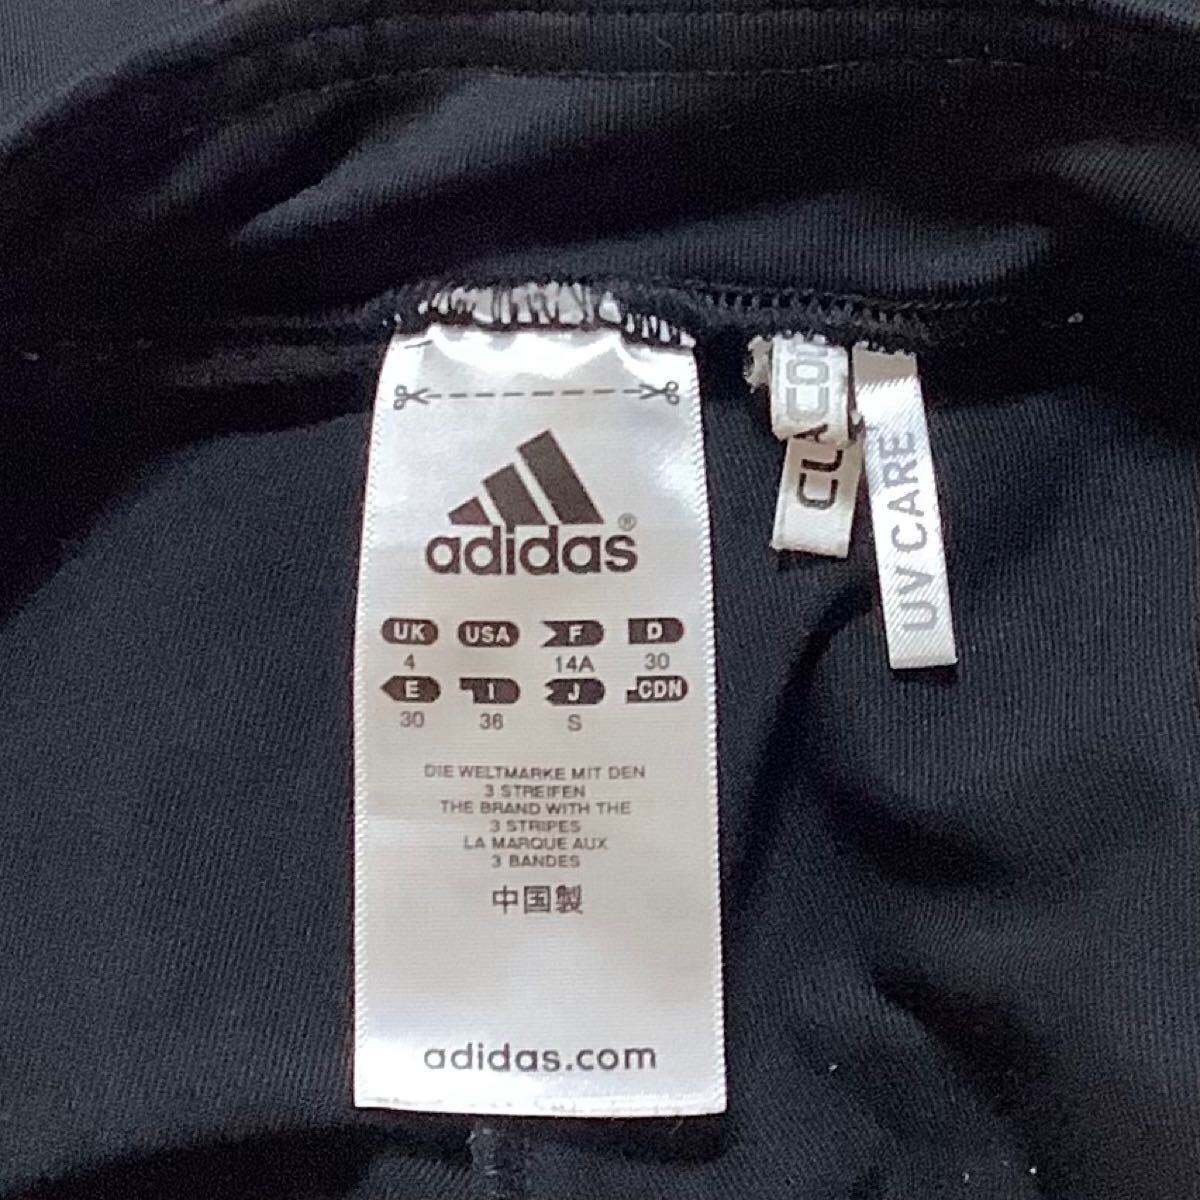 adidas®
UK USA F D
4 14A 30
E I J CDN
30 36 S
DIE WELTMARKE MIT DEN
3 STREIFEN
THE BRAND WITH THE
3 STRIPES
LA MARQUE AUX
3 BANDES
中国製
adidas.com
UV CARE